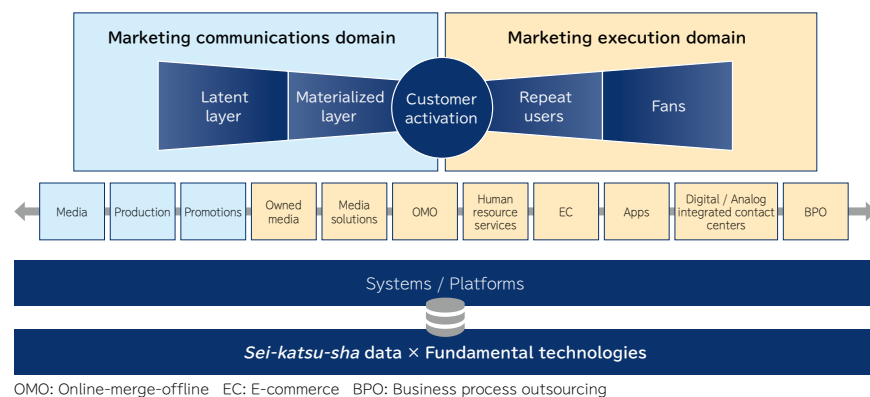 Marketing communications domain
Marketing execution domain
Latent
layer
Materialized
layer
Customer
activation
Repeat
users
Fans
Media
Production
Promotions
Owned
media
Media
solutions
OMO
Human
resource
services
EC
Apps
Digital / Analog
integrated contact
centers
BPO
Systems / Platforms
Sei-katsu-sha data × Fundamental technologies
OMO: Online-merge-offline EC: E-commerce BPO: Business process outsourcing